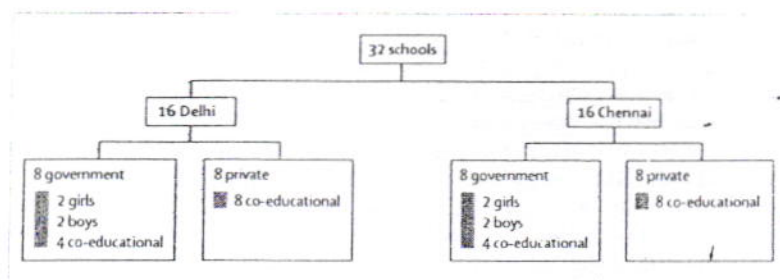 32 schools
16 Delhi
16 Chennai
8 government
2 girls
2 boys
4 co-educational
8 private
8 co-educational
8 government
2 girls
2 boys
4 co-educational
8 private
8 co-educational